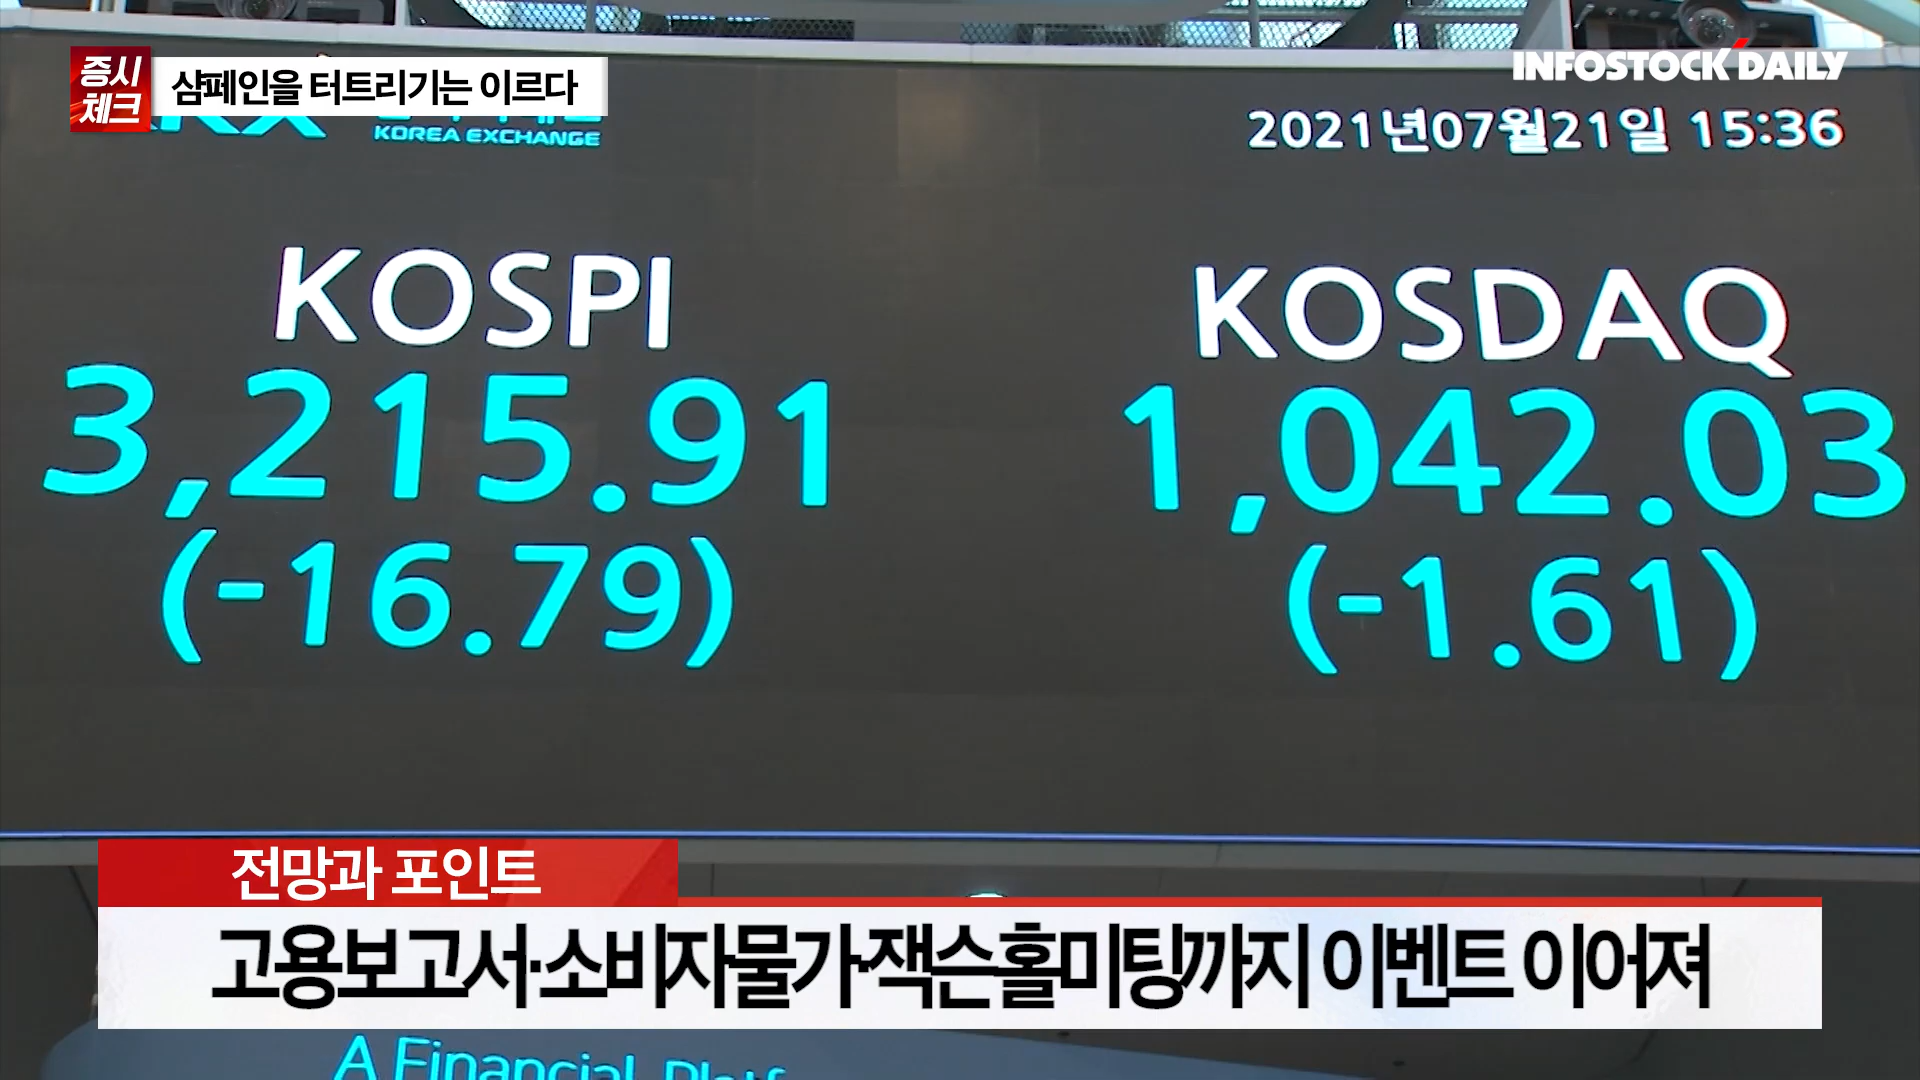 증시
체크
샴페인을 터트리기는 이르다
INFOSTOCK DAILY
KOREA EXCHANGE
2021년07월21일 15:36
KOSPI
3,215.91
(-16.79)
KOSDAQ
1,042.03
(-1.61)
전망과 포인트
고용보고서·소비자물가·잭슨홀미팅까지 이벤트 이어져
A Financial